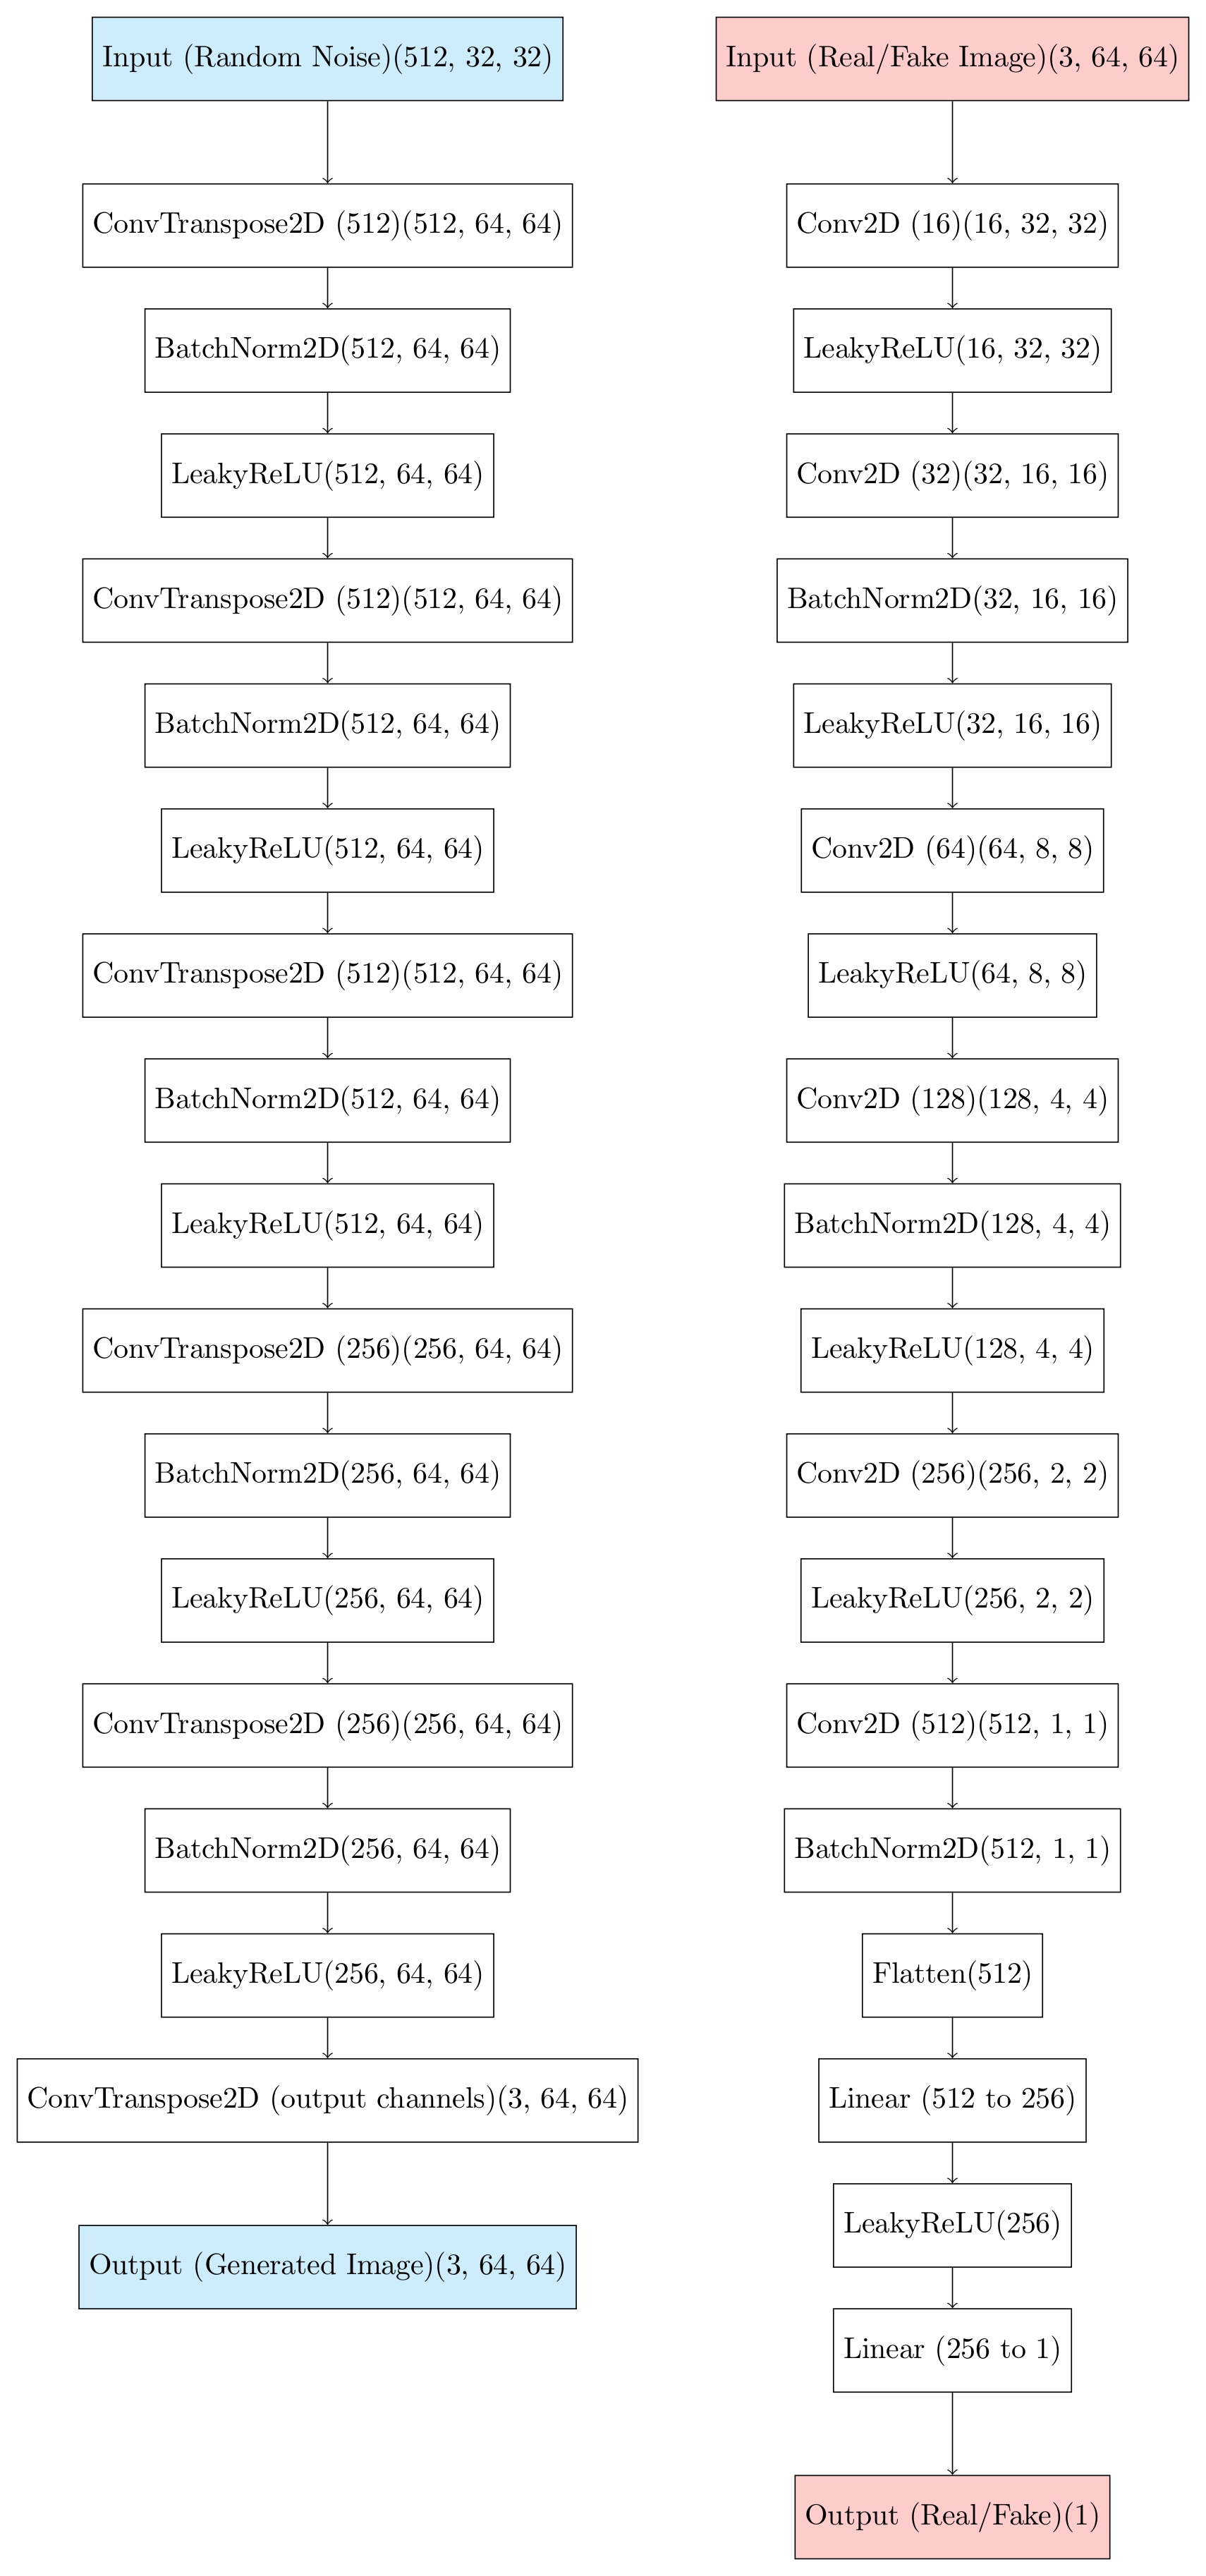 Input (Random Noise)(512, 32, 32)
ConvTranspose2D (512)(512, 64, 64)
BatchNorm2D(512, 64, 64)
LeakyReLU(512, 64, 64)
ConvTranspose2D (512)(512, 64, 64)
BatchNorm2D(512, 64, 64)
LeakyReLU(512, 64, 64)
ConvTranspose2D (512)(512, 64, 64)
BatchNorm2D(512, 64, 64)
LeakyReLU(512, 64, 64)
ConvTranspose2D (256)(256, 64, 64)
BatchNorm2D(256, 64, 64)
LeakyReLU(256, 64, 64)
ConvTranspose2D (256)(256, 64, 64)
BatchNorm2D(256, 64, 64)
LeakyReLU(256, 64, 64)
ConvTranspose2D (output channels)(3, 64, 64)
Output (Generated Image)(3, 64, 64)
Input (Real/Fake Image)(3, 64, 64)
Conv2D (16)(16, 32, 32)
LeakyReLU(16, 32, 32)
Conv2D (32)(32, 16, 16)
BatchNorm2D(32, 16, 16)
LeakyReLU(32, 16, 16)
Conv2D (64)(64, 8, 8)
LeakyReLU(64, 8, 8)
Conv2D (128)(128, 4, 4)
BatchNorm2D(128, 4, 4)
LeakyReLU(128, 4, 4)
Conv2D (256)(256, 2, 2)
LeakyReLU(256, 2, 2)
Conv2D (512)(512, 1, 1)
BatchNorm2D(512, 1, 1)
Flatten(512)
Linear (512 to 256)
LeakyReLU(256)
Linear (256 to 1)
Output (Real/Fake)(1)